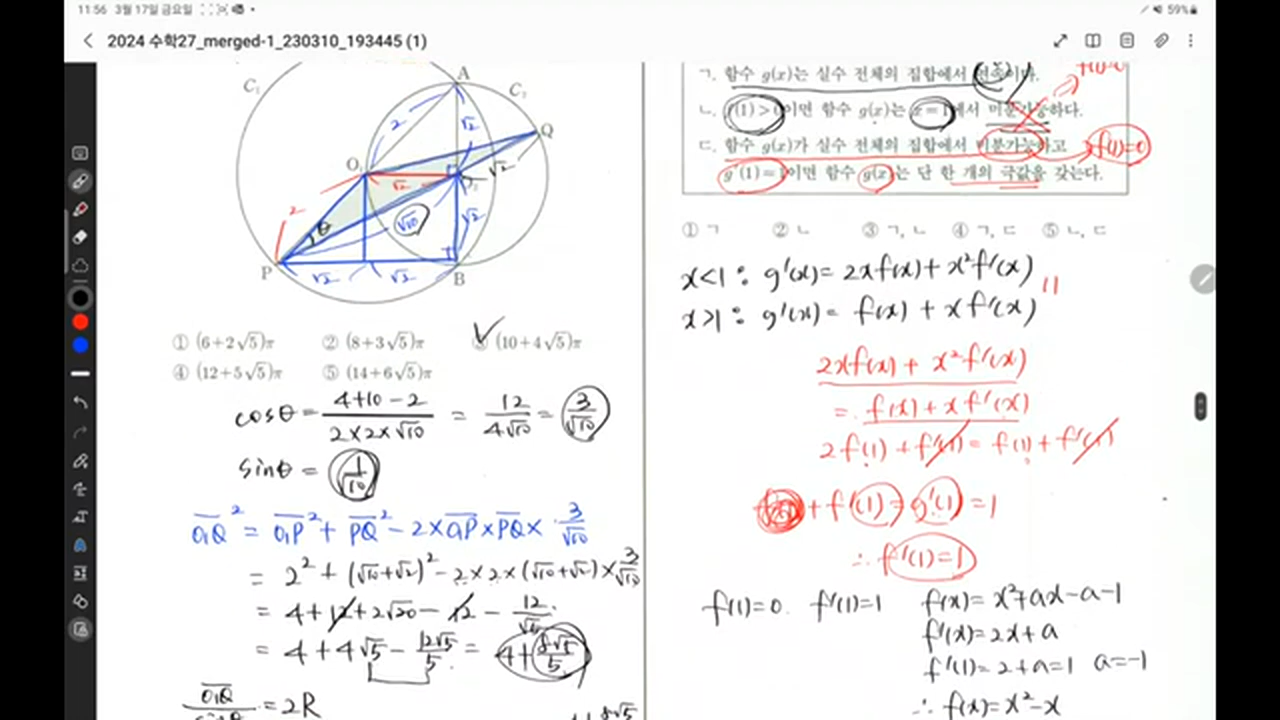 11:56 3월 17일 금요일
59%
2024 수학27_merged-1_230310_193445 (1)
C₁
A
C₂
2
√2
Q
O₁
√2
√2
2
θ
√10
√2
P
√2
√2
B
① (6+2√5)π ② (8+3√5)π ③ (10+4√5)π
④ (12+5√5)π ⑤ (14+6√5)π
cosθ = 4+10-2 / 2×2×√10 = 12/4√10 = 3/√10
sinθ = 1/√10
O₁Q² = O₁P² + PQ² - 2×O₁P×PQ× 3/√10
= 2² + (√10+√2)² - 2×2×(√10+√2)× 3/√10
= 4+12+2√20 - 12 - 12/√5
= 4+4√5 - 12√5/5 = 4+ 8√5/5
O₁Q = 2R
ㄱ. 함수 g(x)는 실수 전체의 집합에서 연속이다.
ㄴ. f(1)>0이면 함수 g(x)는 x=1에서 미분가능하다.
ㄷ. 함수 g(x)가 실수 전체의 집합에서 미분가능하고 f(1)=0
g′(1)=1이면 함수 g(x)는 단 한 개의 극값을 갖는다.
① ㄱ ② ㄴ ③ ㄱ, ㄴ ④ ㄱ, ㄷ ⑤ ㄴ, ㄷ
x<1 : g′(x)= 2xf(x)+x²f′(x)
x>1 : g′(x)= f(x)+xf′(x)
2xf(x)+x²f′(x)
= f(x)+xf′(x)
2f(1)+f′(1)=f(1)+f′(1)
+f′(1)=g′(1)=1
∴ f′(1)=1
f(1)=0. f′(1)=1 f(x)=x²+ax-a-1
f′(x)=2x+a
f′(1)=2+a=1 a=-1
∴ f(x)=x²-x